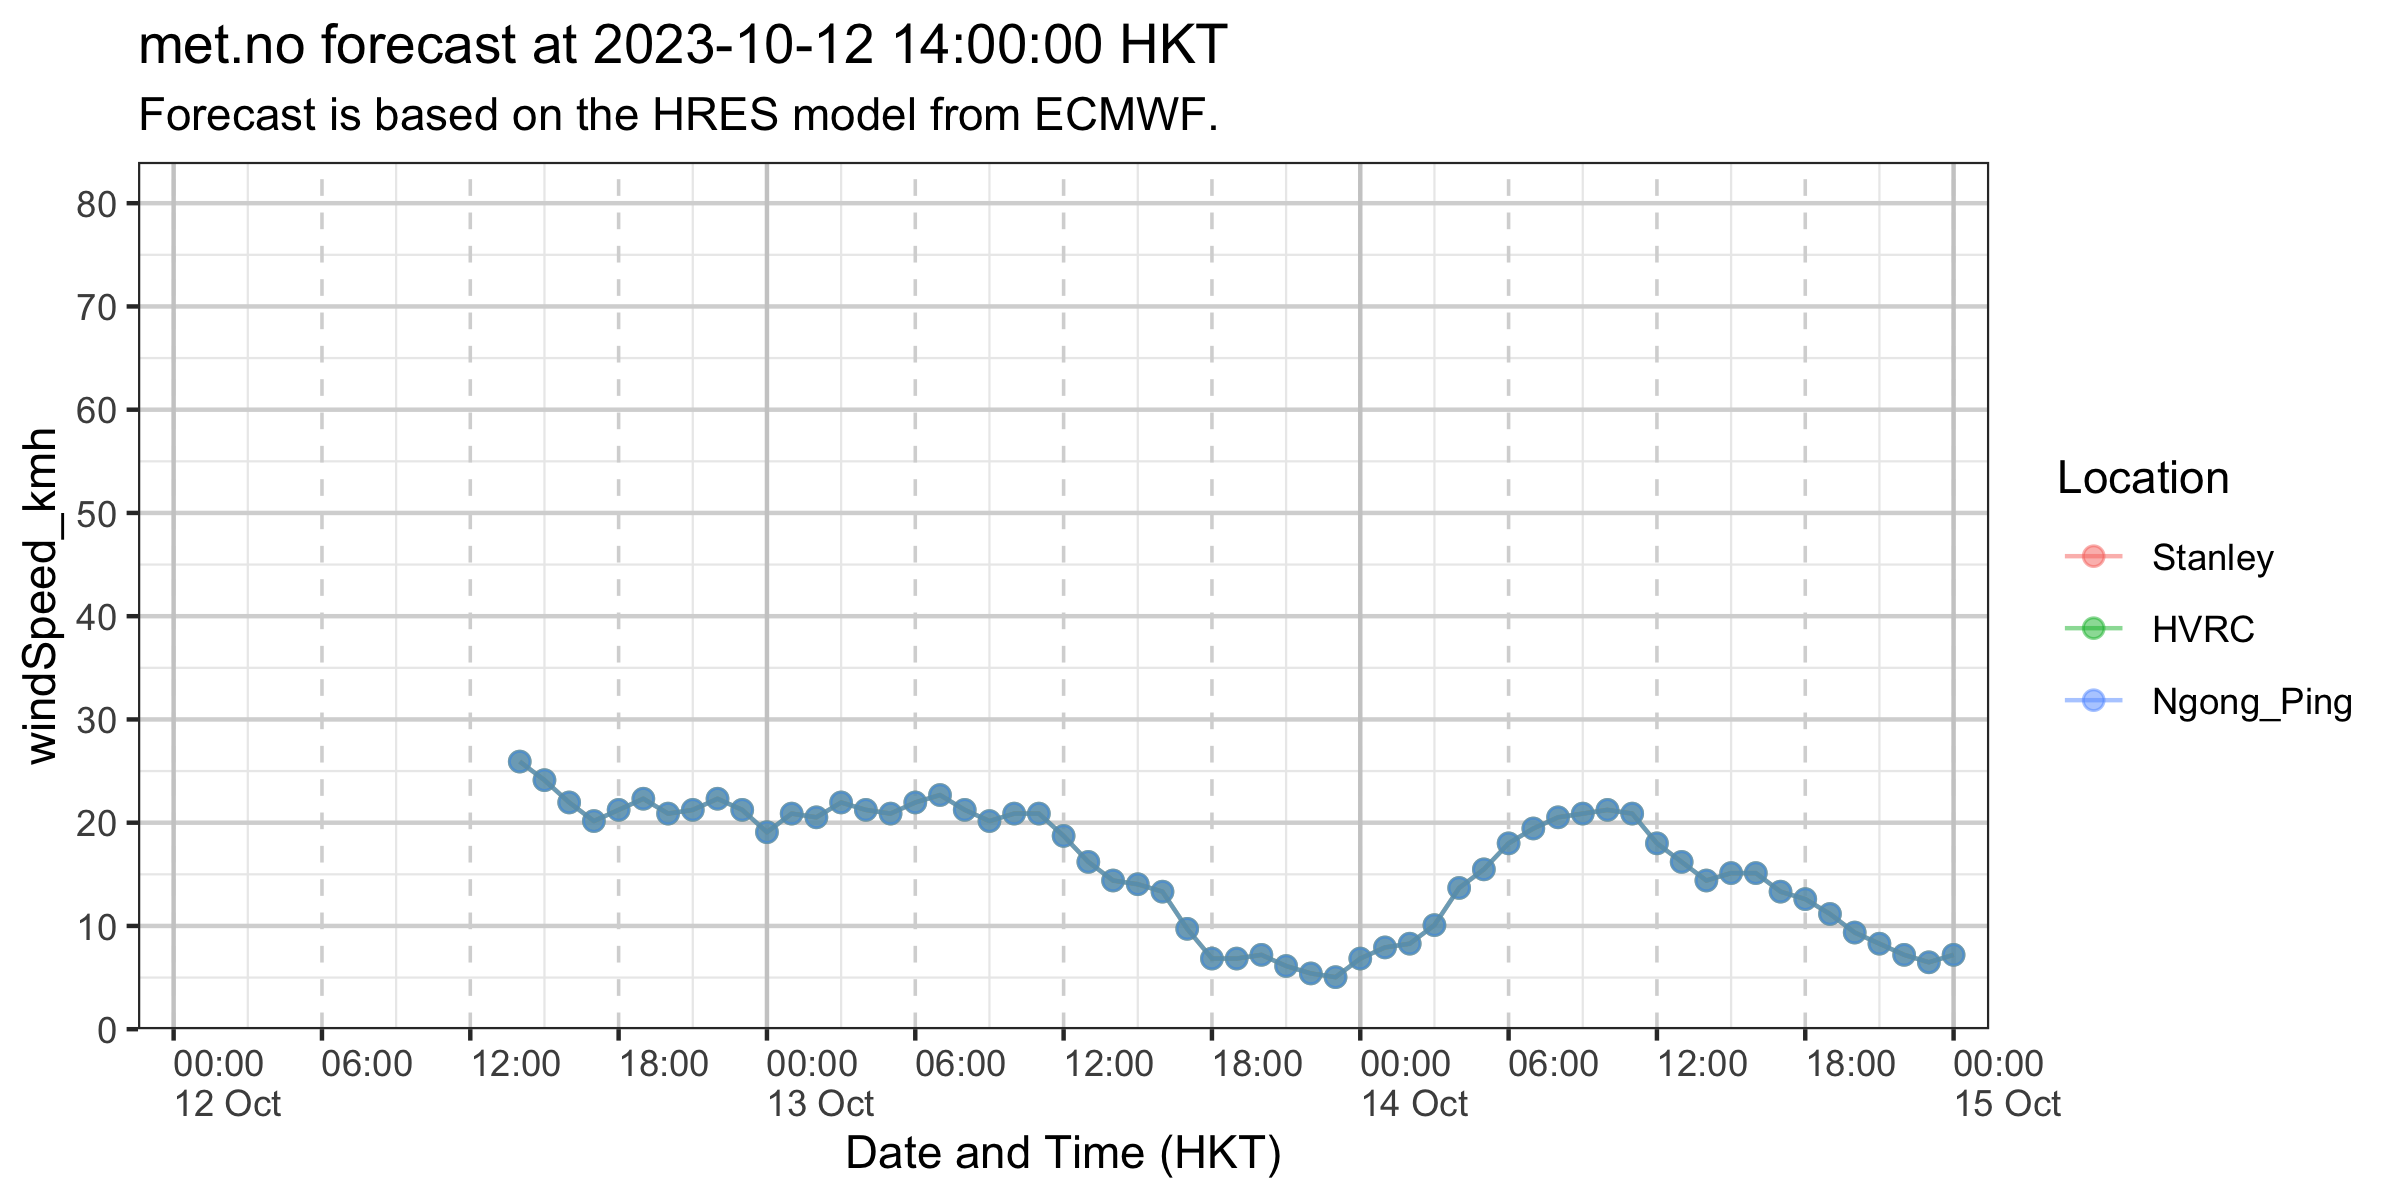 met.no forecast at 2023-10-12 14:00:00 HKT
Forecast is based on the HRES model from ECMWF.
windSpeed_kmh
80
70
60
50
40
30
20
10
0
00:00 06:00 12:00 18:00 00:00 06:00 12:00 18:00 00:00 06:00 12:00 18:00 00:00
12 Oct 13 Oct 14 Oct 15 Oct
Date and Time (HKT)
Location
Stanley
HVRC
Ngong_Ping